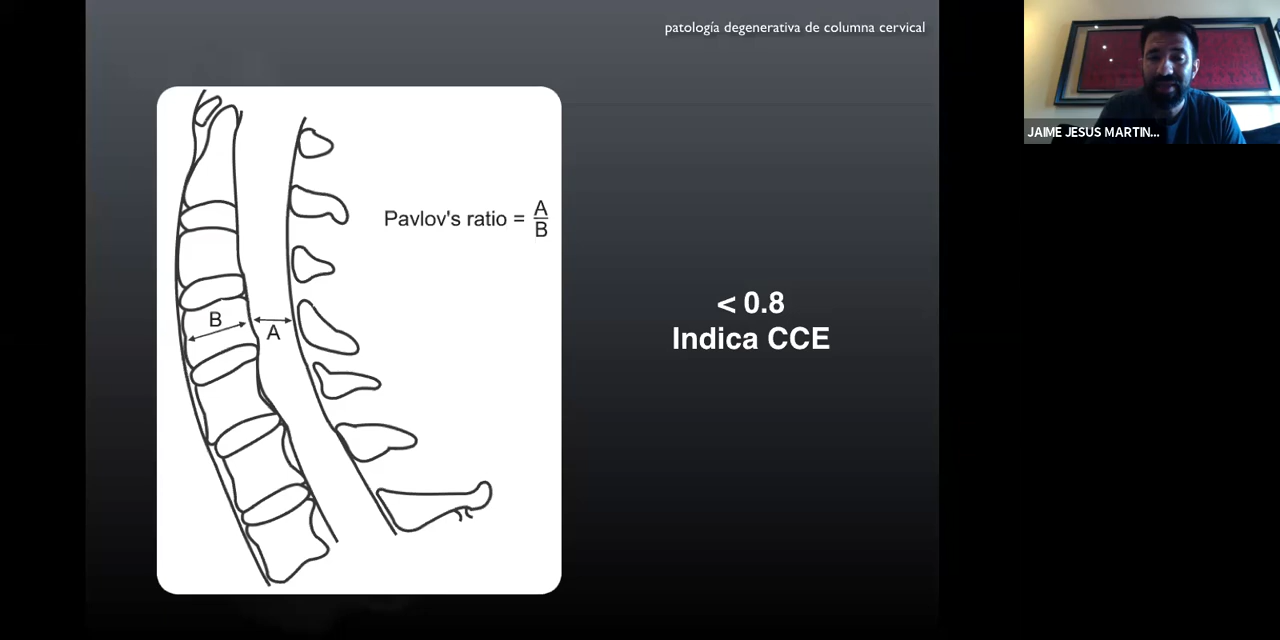 patología degenerativa de columna cervical
Pavlov's ratio = A
B
B
A
< 0.8
Indica CCE
JAIME JESUS MARTIN...